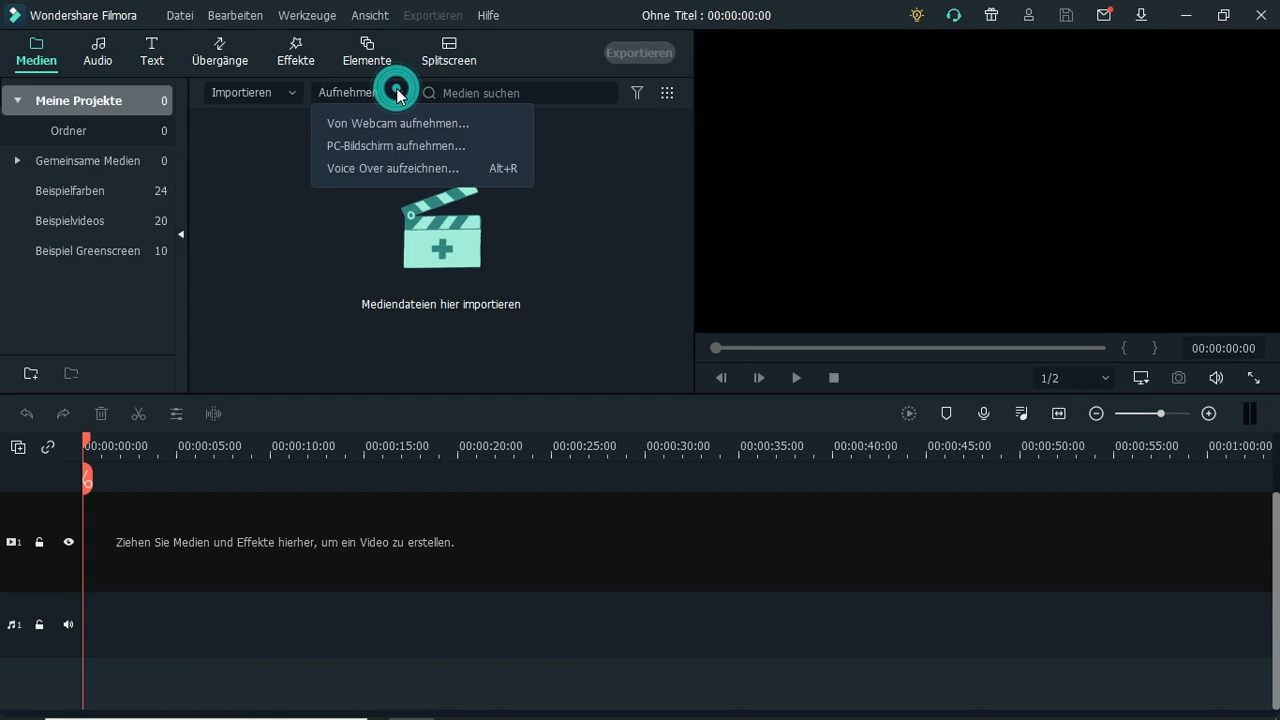 Wondershare Filmora
Datei Bearbeiten Werkzeuge Ansicht Exportieren Hilfe
Ohne Titel : 00:00:00:00
Medien Audio Text Übergänge Effekte Elemente Splitscreen
Exportieren
Meine Projekte 0
Ordner 0
Gemeinsame Medien 0
Beispielfarben 24
Beispielvideos 20
Beispiel Greenscreen 10
Importieren
Aufnehmen
Medien suchen
Von Webcam aufnehmen...
PC-Bildschirm aufnehmen...
Voice Over aufzeichnen... Alt+R
Mediendateien hier importieren
{ } 00:00:00:00
1/2
00:00:00:00 00:00:05:00 00:00:10:00 00:00:15:00 00:00:20:00 00:00:25:00 00:00:30:00 00:00:35:00 00:00:40:00 00:00:45:00 00:00:50:00 00:00:55:00 00:01:00:00
1
Ziehen Sie Medien und Effekte hierher, um ein Video zu erstellen.
1